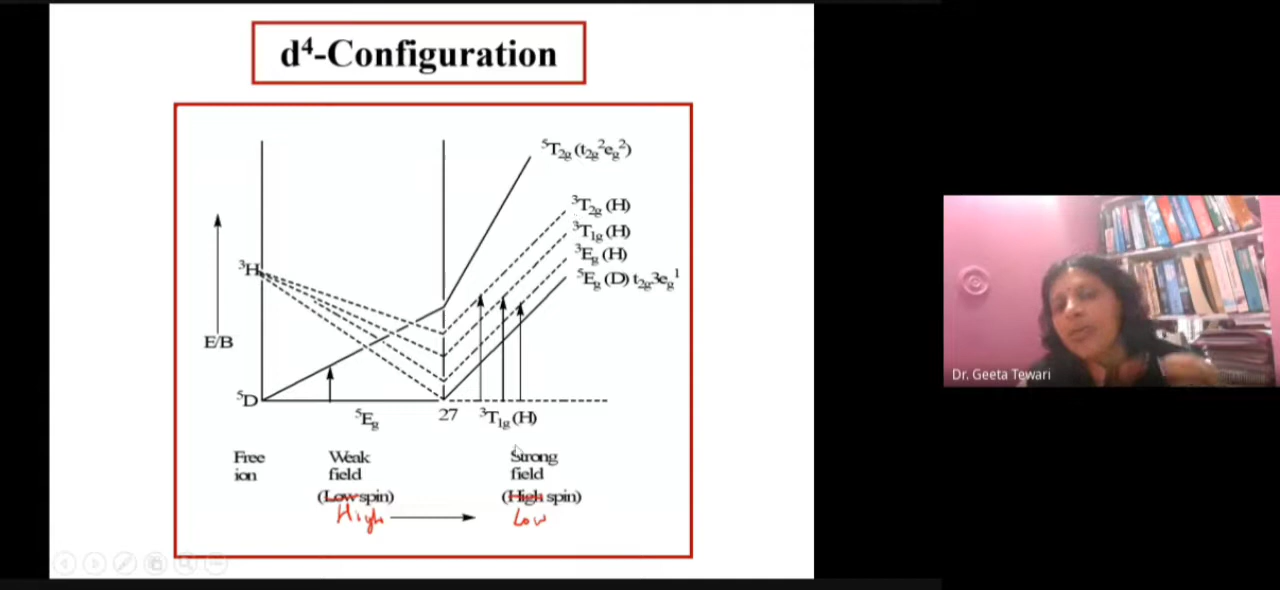 d⁴-Configuration
⁵T₂g (t₂g²eg²)
³T₂g (H)
³T₁g (H)
³Eg (H)
⁵Eg (D) t₂g3eg¹
³H
E/B
⁵D
⁵Eg
27
³T₁g (H)
Free
ion
Weak
field
(Low spin)
High
Strong
field
(High spin)
Low
Dr. Geeta Tewari